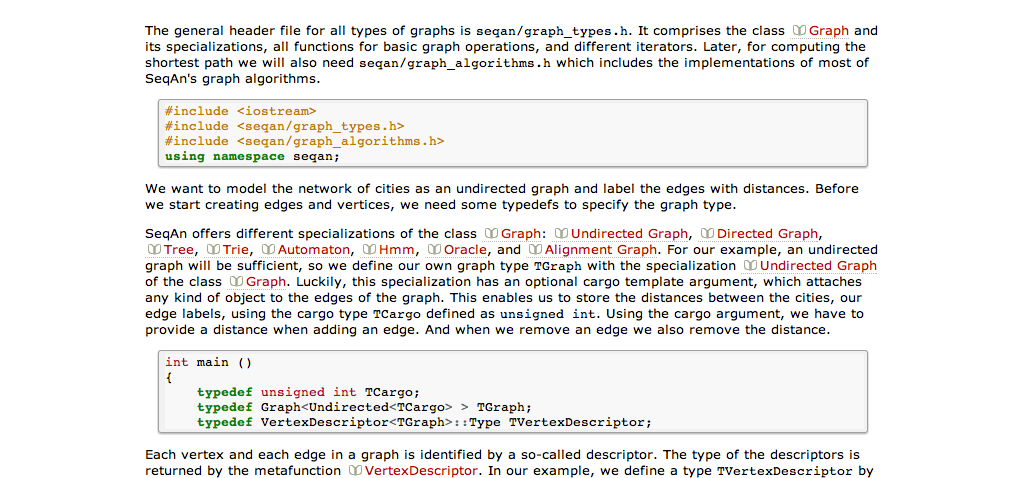 The general header file for all types of graphs is seqan/graph_types.h. It comprises the class Graph and
its specializations, all functions for basic graph operations, and different iterators. Later, for computing the
shortest path we will also need seqan/graph_algorithms.h which includes the implementations of most of
SeqAn's graph algorithms.
#include <iostream>
#include <seqan/graph_types.h>
#include <seqan/graph_algorithms.h>
using namespace seqan;
We want to model the network of cities as an undirected graph and label the edges with distances. Before
we start creating edges and vertices, we need some typedefs to specify the graph type.
SeqAn offers different specializations of the class Graph: Undirected Graph, Directed Graph,
Tree, Trie, Automaton, Hmm, Oracle, and Alignment Graph. For our example, an undirected
graph will be sufficient, so we define our own graph type TGraph with the specialization Undirected Graph
of the class Graph. Luckily, this specialization has an optional cargo template argument, which attaches
any kind of object to the edges of the graph. This enables us to store the distances between the cities, our
edge labels, using the cargo type TCargo defined as unsigned int. Using the cargo argument, we have to
provide a distance when adding an edge. And when we remove an edge we also remove the distance.
int main ()
{
    typedef unsigned int TCargo;
    typedef Graph<Undirected<TCargo> > TGraph;
    typedef VertexDescriptor<TGraph>::Type TVertexDescriptor;
Each vertex and each edge in a graph is identified by a so-called descriptor. The type of the descriptors is
returned by the metafunction VertexDescriptor. In our example, we define a type TVertexDescriptor by